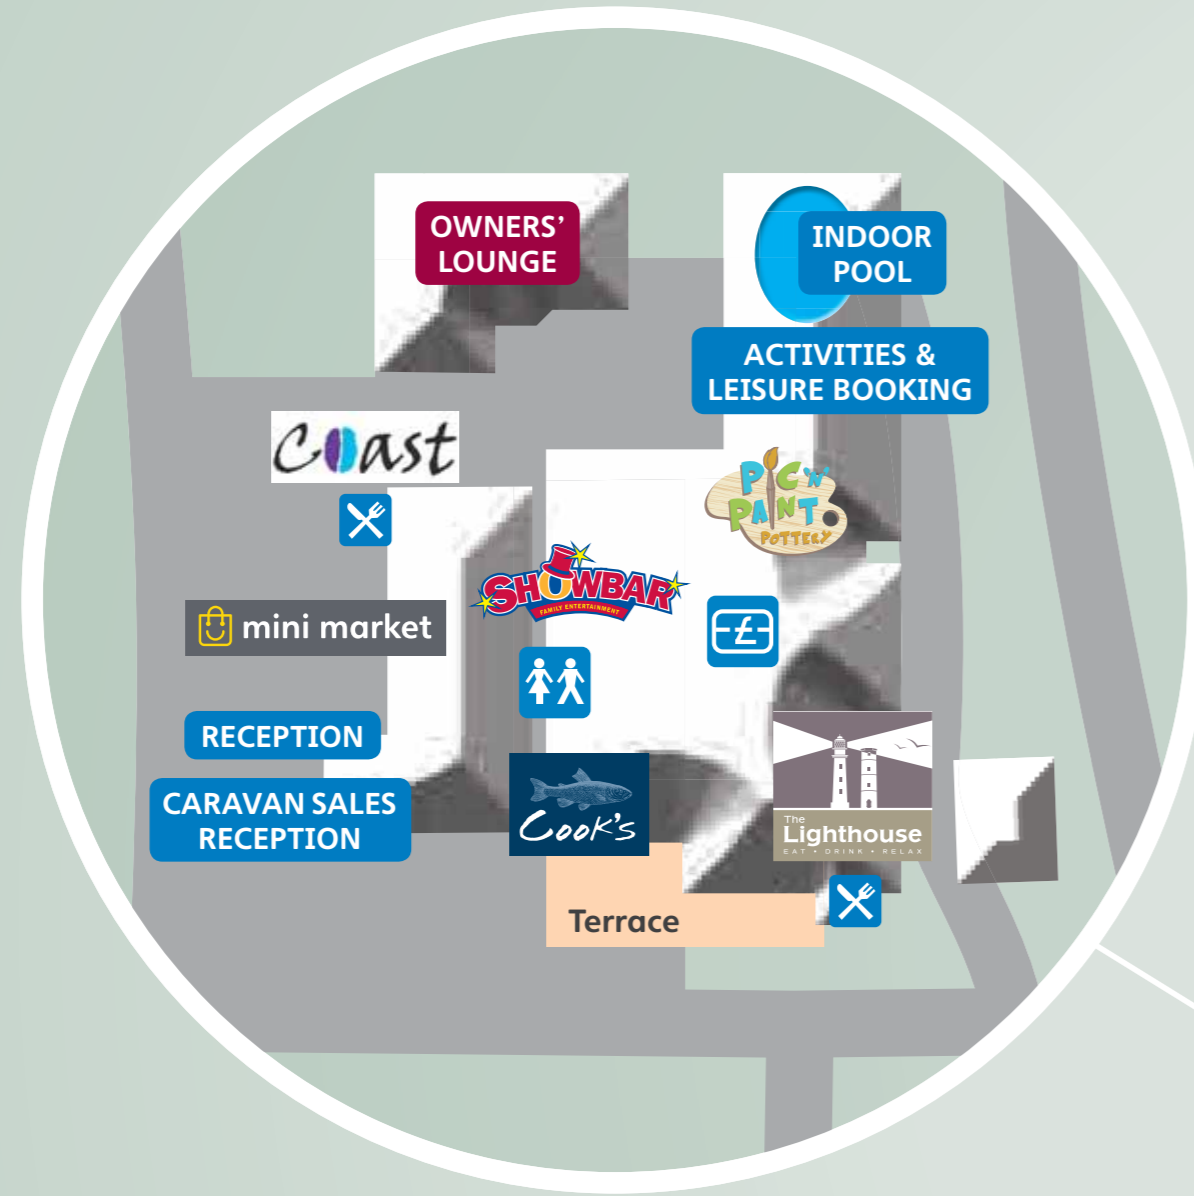 OWNERS’
LOUNGE
INDOOR
POOL
ACTIVITIES &
LEISURE BOOKING
Coast
PIC 'N'
PAINT
POTTERY
SHOWBAR
FAMILY ENTERTAINMENT
mini market
£
RECEPTION
CARAVAN SALES
RECEPTION
Cook's
The
Lighthouse
EAT • DRINK • RELAX
Terrace